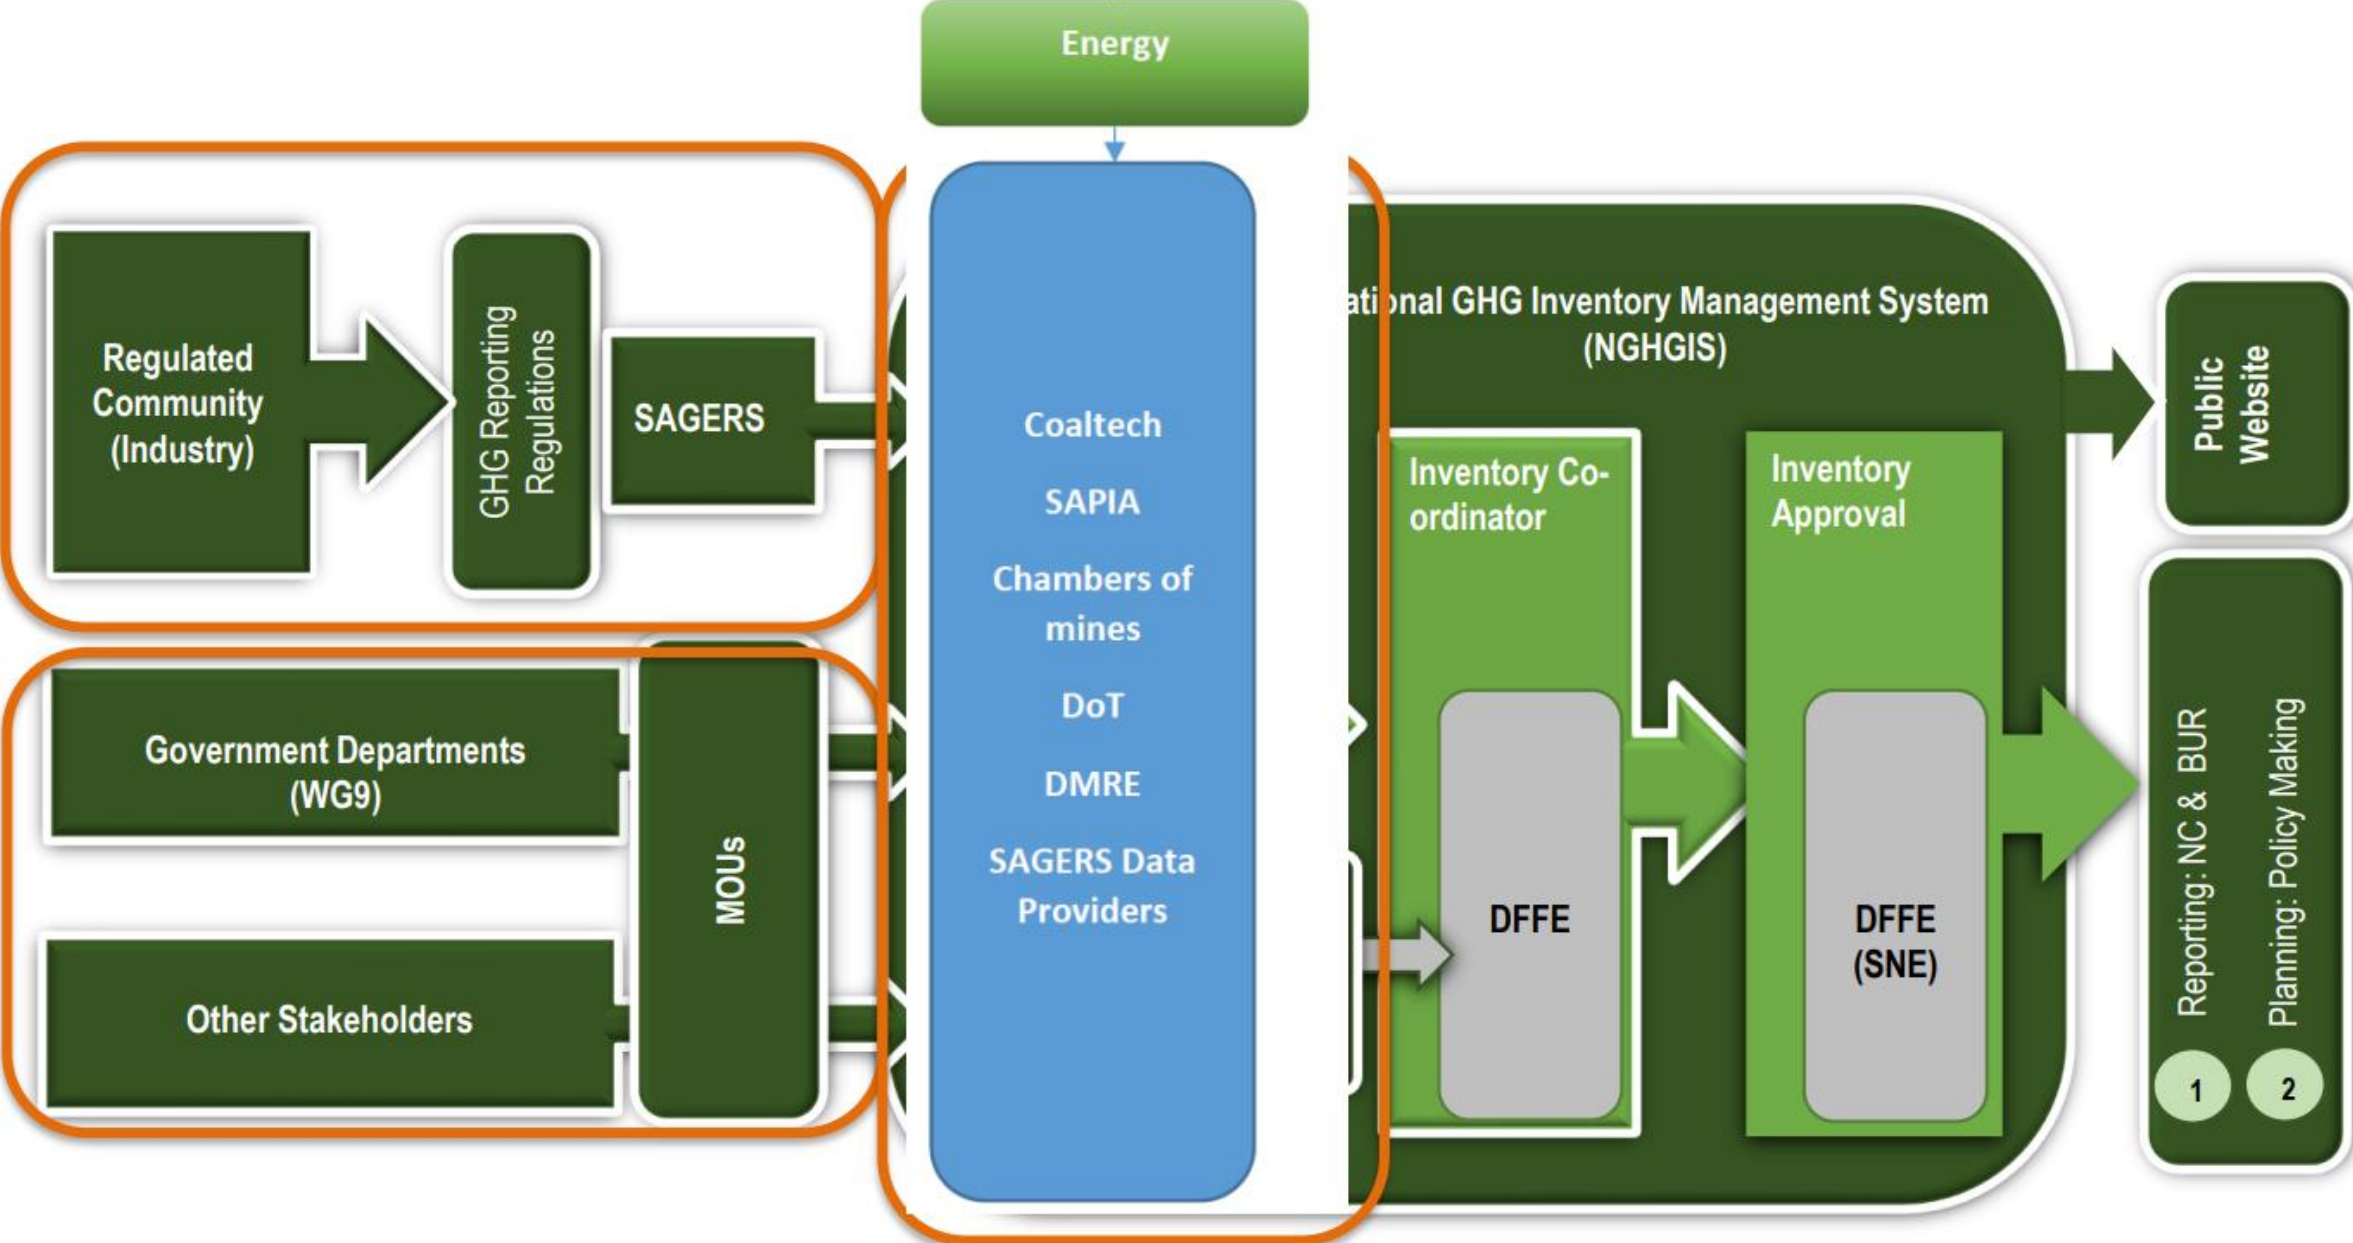 Energy
Regulated
Community
(Industry)
GHG Reporting
Regulations
SAGERS
Government Departments
(WG9)
Other Stakeholders
MOUs
Coaltech
SAPIA
Chambers of
mines
DoT
DMRE
SAGERS Data
Providers
ational GHG Inventory Management System
(NGHGIS)
Inventory Co-
ordinator
DFFE
Inventory
Approval
DFFE
(SNE)
Public
Website
Reporting: NC & BUR
Planning: Policy Making
1
2